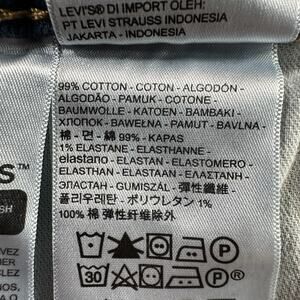 LEVI'S® DI IMPORT OLEH:
PT LEVI STRAUSS INDONESIA
JAKARTA - INDONESIA
99% COTTON - COTON - ALGODÓN -
ALGODÃO - PAMUK - COTONE -
BAUMWOLLE - KATOEN - BAMBAKI -
ХЛОПОК - BAWEŁNA - PAMUT - BAVLNA -
棉 - 면 - 綿 99% - KAPAS
1% ELASTANE - ELASTHANNE -
elastano - ELASTAN - ELASTOMERO -
ELASTHAN - ELASTAAN - ΕΛΑΣΤΑΝΗ -
ЭЛАСТАН - GUMISZÁL - 彈性纖維 -
폴리우레탄 - ポリウレタン 1%
100% 棉 弹性纤维除外
30
P